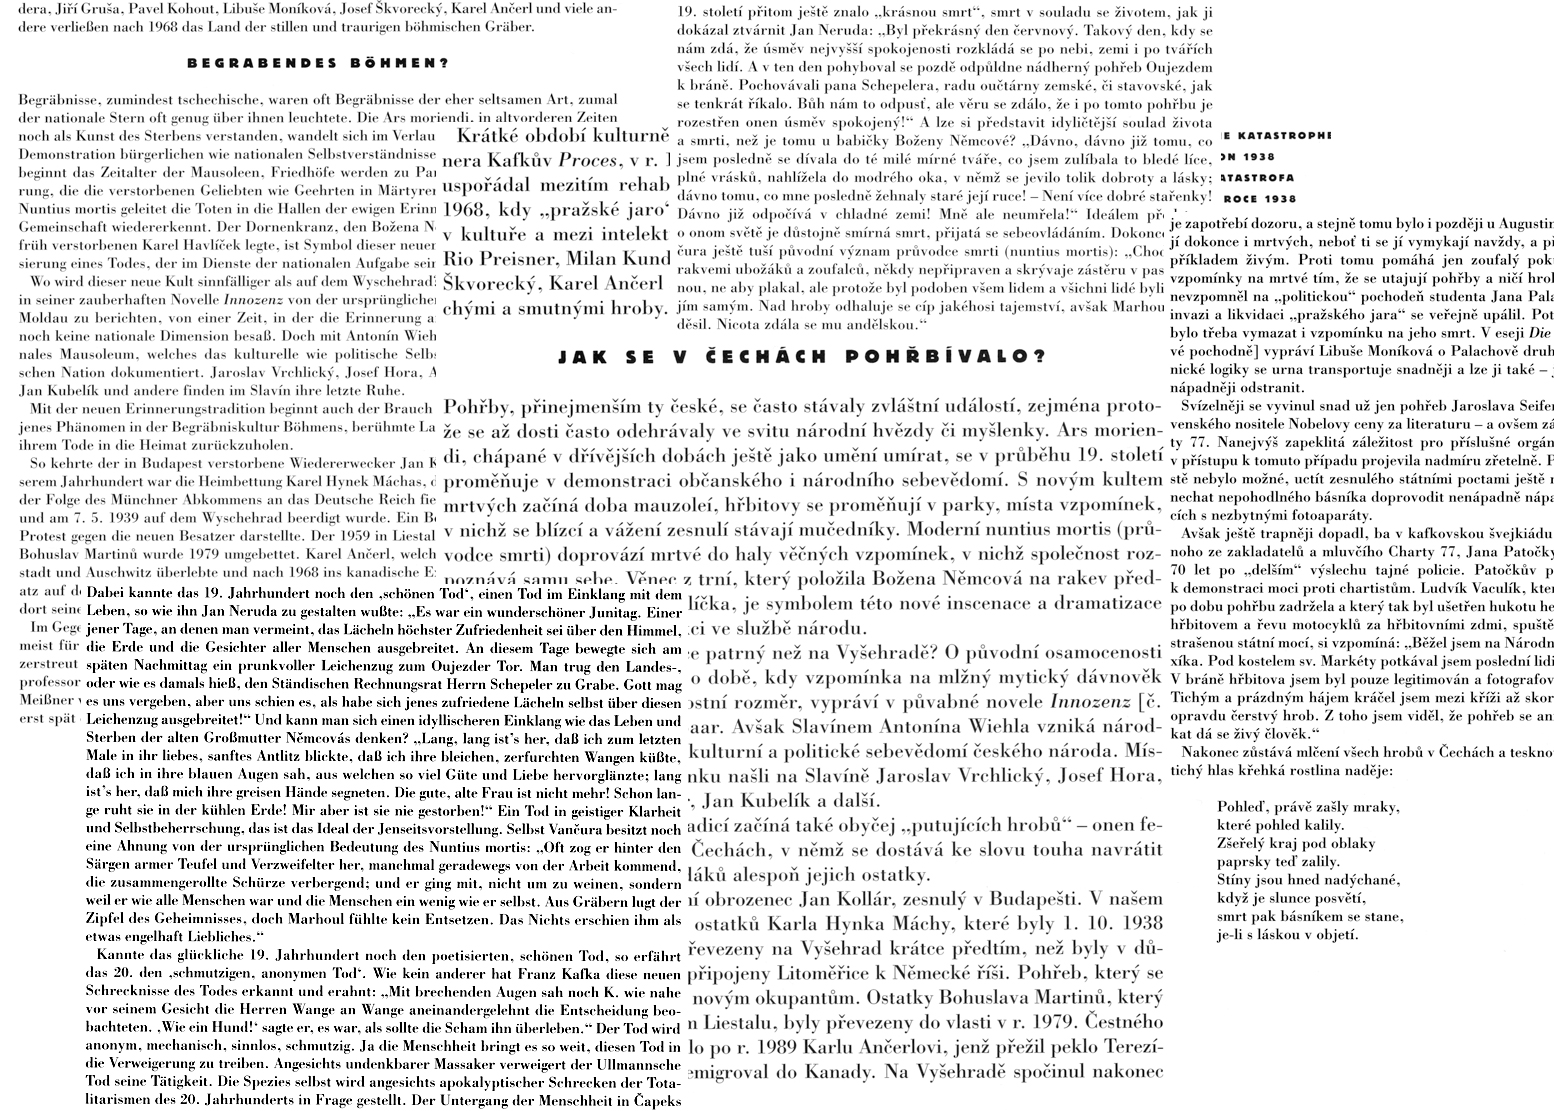 dera, Jiří Gruša, Pavel Kohout, Libuše Moníková, Josef Škvorecký, Karel Ančerl und viele an-
dere verließen nach 1968 das Land der stillen und traurigen böhmischen Gräber.
BEGRABENDES BÖHMEN?
Begräbnisse, zumindest tschechische, waren oft Begräbnisse der eher seltsamen Art, zumal
der nationale Stern oft genug über ihnen leuchtete. Die Ars moriendi, in altvorderen Zeiten
noch als Kunst des Sterbens verstanden, wandelt sich im Verlau
Demonstration bürgerlichen wie nationalen Selbstverständnisse
beginnt das Zeitalter der Mausoleen, Friedhöfe werden zu Par
rung, die die verstorbenen Geliebten wie Geehrten in Märtyrer
Nuntius mortis geleitet die Toten in die Hallen der ewigen Erinn
Gemeinschaft wiedererkennt. Der Dornenkranz, den Božena N
früh verstorbenen Karel Havlíček legte, ist Symbol dieser neuer
sierung eines Todes, der im Dienste der nationalen Aufgabe sein
Wo wird dieser neue Kult sinnfälliger als auf dem Wyschehrad
in seiner zauberhaften Novelle Innozenz von der ursprüngliche
Moldau zu berichten, von einer Zeit, in der die Erinnerung a
noch keine nationale Dimension besaß. Doch mit Antonín Wieh
nales Mausoleum, welches das kulturelle wie politische Selbs
schen Nation dokumentiert. Jaroslav Vrchlický, Josef Hora, A
Jan Kubelík und andere finden im Slavín ihre letzte Ruhe.
Mit der neuen Erinnerungstradition beginnt auch der Brauch
jenes Phänomen in der Begräbniskultur Böhmens, berühmte La
ihrem Tode in die Heimat zurückzuholen.
So kehrte der in Budapest verstorbene Wiedererwecker Jan K
serem Jahrhundert war die Heimbettung Karel Hynek Máchas, d
der Folge des Münchner Abkommens an das Deutsche Reich fie
und am 7. 5. 1939 auf dem Wyschehrad beerdigt wurde. Ein Be
Protest gegen die neuen Besatzer darstellte. Der 1959 in Liestal
Bohuslav Martinů wurde 1979 umgebettet. Karel Ančerl, welch
stadt und Auschwitz überlebte und nach 1968 ins kanadische E
atz auf d
dort seine
Im Gege
meist für
zerstreut
professor
Meißner
erst spät
Krátké období kulturně
nera Kafkův Proces, v r. 1
uspořádal mezitím rehab
1968, kdy „pražské jaro“
v kultuře a mezi intelekt
Rio Preisner, Milan Kund
Škvorecký, Karel Ančerl
chými a smutnými hroby.
19. století přitom ještě znalo „krásnou smrt“, smrt v souladu se životem, jak ji
dokázal ztvárnit Jan Neruda: „Byl překrásný den červnový. Takový den, kdy se
nám zdá, že úsměv nejvyšší spokojenosti rozkládá se po nebi, zemi i po tvářích
všech lidí. A v ten den pohyboval se pozdě odpůldne nádherný pohřeb Oujezdem
k bráně. Pochovávali pana Schepelera, radu oučtárny zemské, či stavovské, jak
se tenkrát říkalo. Bůh nám to odpusť, ale věru se zdálo, že i po tomto pohřbu je
rozestřen onen úsměv spokojený!“ A lze si představit idyličtější soulad života
a smrti, než je tomu u babičky Boženy Němcové? „Dávno, dávno již tomu, co
jsem posledně se dívala do té milé mírné tváře, co jsem zulíbala to bledé líce,
plné vrásků, nahlížela do modrého oka, v němž se jevilo tolik dobroty a lásky;
dávno tomu, co mne posledně žehnaly staré její ruce! – Není více dobré stařenky!
Dávno již odpočívá v chladné zemi! Mně ale neumřela!“ Ideálem pře
o onom světě je důstojně smírná smrt, přijatá se sebeovládáním. Dokonce
čura ještě tuší původní význam průvodce smrti (nuntius mortis): „Choc
rakvemi ubožáků a zoufalců, někdy nepřipraven a skrývaje zástěru v pas
nou, ne aby plakal, ale protože byl podoben všem lidem a všichni lidé byli
jím samým. Nad hroby odhaluje se cíp jakéhosi tajemství, avšak Marhou
děsil. Nicota zdála se mu andělskou.“
JAK SE V ČECHÁCH POHŘBÍVALO?
Pohřby, přinejmenším ty české, se často stávaly zvláštní událostí, zejména proto-
že se až dosti často odehrávaly ve svitu národní hvězdy či myšlenky. Ars morien-
di, chápané v dřívějších dobách ještě jako umění umírat, se v průběhu 19. století
proměňuje v demonstraci občanského i národního sebevědomí. S novým kultem
mrtvých začíná doba mauzoleí, hřbitovy se proměňují v parky, místa vzpomínek,
v nichž se blízcí a vážení zesnulí stávají mučedníky. Moderní nuntius mortis (prů-
vodce smrti) doprovází mrtvé do haly věčných vzpomínek, v nichž společnost roz-
poznává samu sebe. Věnec z trní, který položila Božena Němcová na rakev před-
líčka, je symbolem této nové inscenace a dramatizace
ci ve službě národu.
e patrný než na Vyšehradě? O původní osamocenosti
o době, kdy vzpomínka na mlžný mytický dávnověk
ostní rozměr, vypráví v půvabné novele Innozenz [č.
aar. Avšak Slavínem Antonína Wiehla vzniká národ-
kulturní a politické sebevědomí českého národa. Mís-
nku našli na Slavíně Jaroslav Vrchlický, Josef Hora,
, Jan Kubelík a další.
adicí začíná také obyčej „putujících hrobů“ – onen fe-
Čechách, v němž se dostává ke slovu touha navrátit
láků alespoň jejich ostatky.
ní obrozenec Jan Kollár, zesnulý v Budapešti. V našem
ostatků Karla Hynka Máchy, které byly 1. 10. 1938
řevezeny na Vyšehrad krátce předtím, než byly v dů-
připojeny Litoměřice k Německé říši. Pohřeb, který se
novým okupantům. Ostatky Bohuslava Martinů, který
n Liestalu, byly převezeny do vlasti v r. 1979. Čestného
lo po r. 1989 Karlu Ančerlovi, jenž přežil peklo Terezí-
emigroval do Kanady. Na Vyšehradě spočinul nakonec
Dabei kannte das 19. Jahrhundert noch den ‚schönen Tod‘, einen Tod im Einklang mit dem
Leben, so wie ihn Jan Neruda zu gestalten wußte: „Es war ein wunderschöner Junitag. Einer
jener Tage, an denen man vermeint, das Lächeln höchster Zufriedenheit sei über den Himmel,
die Erde und die Gesichter aller Menschen ausgebreitet. An diesem Tage bewegte sich am
späten Nachmittag ein prunkvoller Leichenzug zum Oujezder Tor. Man trug den Landes-,
oder wie es damals hieß, den Ständischen Rechnungsrat Herrn Schepeler zu Grabe. Gott mag
es uns vergeben, aber uns schien es, als habe sich jenes zufriedene Lächeln selbst über diesen
Leichenzug ausgebreitet!“ Und kann man sich einen idyllischeren Einklang wie das Leben und
Sterben der alten Großmutter Němcovás denken? „Lang, lang ist’s her, daß ich zum letzten
Male in ihr liebes, sanftes Antlitz blickte, daß ich ihre bleichen, zerfurchten Wangen küßte,
daß ich in ihre blauen Augen sah, aus welchen so viel Güte und Liebe hervorglänzte; lang
ist’s her, daß mich ihre greisen Hände segneten. Die gute, alte Frau ist nicht mehr! Schon lan-
ge ruht sie in der kühlen Erde! Mir aber ist sie nie gestorben!“ Ein Tod in geistiger Klarheit
und Selbstbeherrschung, das ist das Ideal der Jenseitsvorstellung. Selbst Vančura besitzt noch
eine Ahnung von der ursprünglichen Bedeutung des Nuntius mortis: „Oft zog er hinter den
Särgen armer Teufel und Verzweifelter her, manchmal geradewegs von der Arbeit kommend,
die zusammengerollte Schürze verbergend; und er ging mit, nicht um zu weinen, sondern
weil er wie alle Menschen war und die Menschen ein wenig wie er selbst. Aus Gräbern lugt der
Zipfel des Geheimnisses, doch Marhoul fühlte kein Entsetzen. Das Nichts erschien ihm als
etwas engelhaft Liebliches.“
Kannte das glückliche 19. Jahrhundert noch den poetisierten, schönen Tod, so erfährt
das 20. den ‚schmutzigen, anonymen Tod‘. Wie kein anderer hat Franz Kafka diese neuen
Schrecknisse des Todes erkannt und erahnt: „Mit brechenden Augen sah noch K. wie nahe
vor seinem Gesicht die Herren Wange an Wange aneinandergelehnt die Entscheidung beo-
bachteten. ‚Wie ein Hund!‘ sagte er, es war, als sollte die Scham ihn überleben.“ Der Tod wird
anonym, mechanisch, sinnlos, schmutzig. Ja die Menschheit bringt es so weit, diesen Tod in
die Verweigerung zu treiben. Angesichts undenkbarer Massaker verweigert der Ullmannsche
Tod seine Tätigkeit. Die Spezies selbst wird angesichts apokalyptischer Schrecken der Tota-
litarismen des 20. Jahrhunderts in Frage gestellt. Der Untergang der Menschheit in Čapeks
E KATASTROPHE
ON 1938
ATASTROFA
ROCE 1938
je zapotřebí dozoru, a stejně tomu bylo i později u Augustin
jí dokonce i mrtvých, neboť ti se jí vymykají navždy, a př
příkladem živým. Proti tomu pomáhá jen zoufalý pok
vzpomínky na mrtvé tím, že se utajují pohřby a ničí hrol
nevzpomněl na „politickou“ pochodeň studenta Jana Pala
invazi a likvidaci „pražského jara“ se veřejně upálil. Pot
bylo třeba vymazat i vzpomínku na jeho smrt. V eseji Die
vé pochodně] vypráví Libuše Moníková o Palachově druh
nické logiky se urna transportuje snadněji a lze ji také –
nápadněji odstranit.
Svízelněji se vyvinul snad už jen pohřeb Jaroslava Seifer
venského nositele Nobelovy ceny za literaturu – a ovšem zá
ty 77. Nanejvýš zapeklitá záležitost pro příslušné orgán
v přístupu k tomuto případu projevila nadmíru zřetelně. P
stě nebylo možné, uctít zesnulého státními poctami ještě n
nechat nepohodlného básníka doprovodit nenápadně nápa
cích s nezbytnými fotoaparáty.
Avšak ještě trapněji dopadl, ba v kafkovskou švejkiádu
noho ze zakladatelů a mluvčího Charty 77, Jana Patočky
70 let po „delším“ výslechu tajné policie. Patočkův p
k demonstraci moci proti chartistům. Ludvík Vaculík, kter
po dobu pohřbu zadržela a který tak byl ušetřen hukotu he
hřbitovem a řevu motocyklů za hřbitovními zdmi, spuště
strašenou státní mocí, si vzpomíná: „Běžel jsem na Národn
xíka. Pod kostelem sv. Markéty potkával jsem poslední lidi
V bráně hřbitova jsem byl pouze legitimován a fotografov
Tichým a prázdným hájem kráčel jsem mezi kříži až skor
opravdu čerstvý hrob. Z toho jsem viděl, že pohřeb se an
kat dá se živý člověk.“
Nakonec zůstává mlčení všech hrobů v Čechách a teskno
tichý hlas křehká rostlina naděje:
Pohleď, právě zašly mraky,
které pohled kalily.
Zšeřelý kraj pod oblaky
paprsky teď zalily.
Stíny jsou hned nadýchané,
když je slunce posvětí,
smrt pak básníkem se stane,
je-li s láskou v objetí.